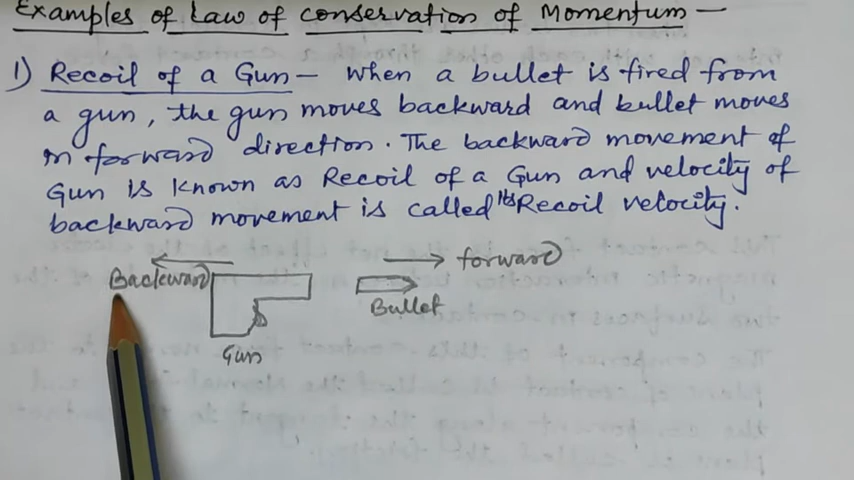 Examples of Law of conservation of Momentum —
1) Recoil of a Gun — When a bullet is fired from
a gun, the gun moves backward and bullet moves
in forward direction. The backward movement of
Gun is known as Recoil of a Gun and velocity of
backward movement is called its Recoil velocity.
Backward forward
Bullet
Gun